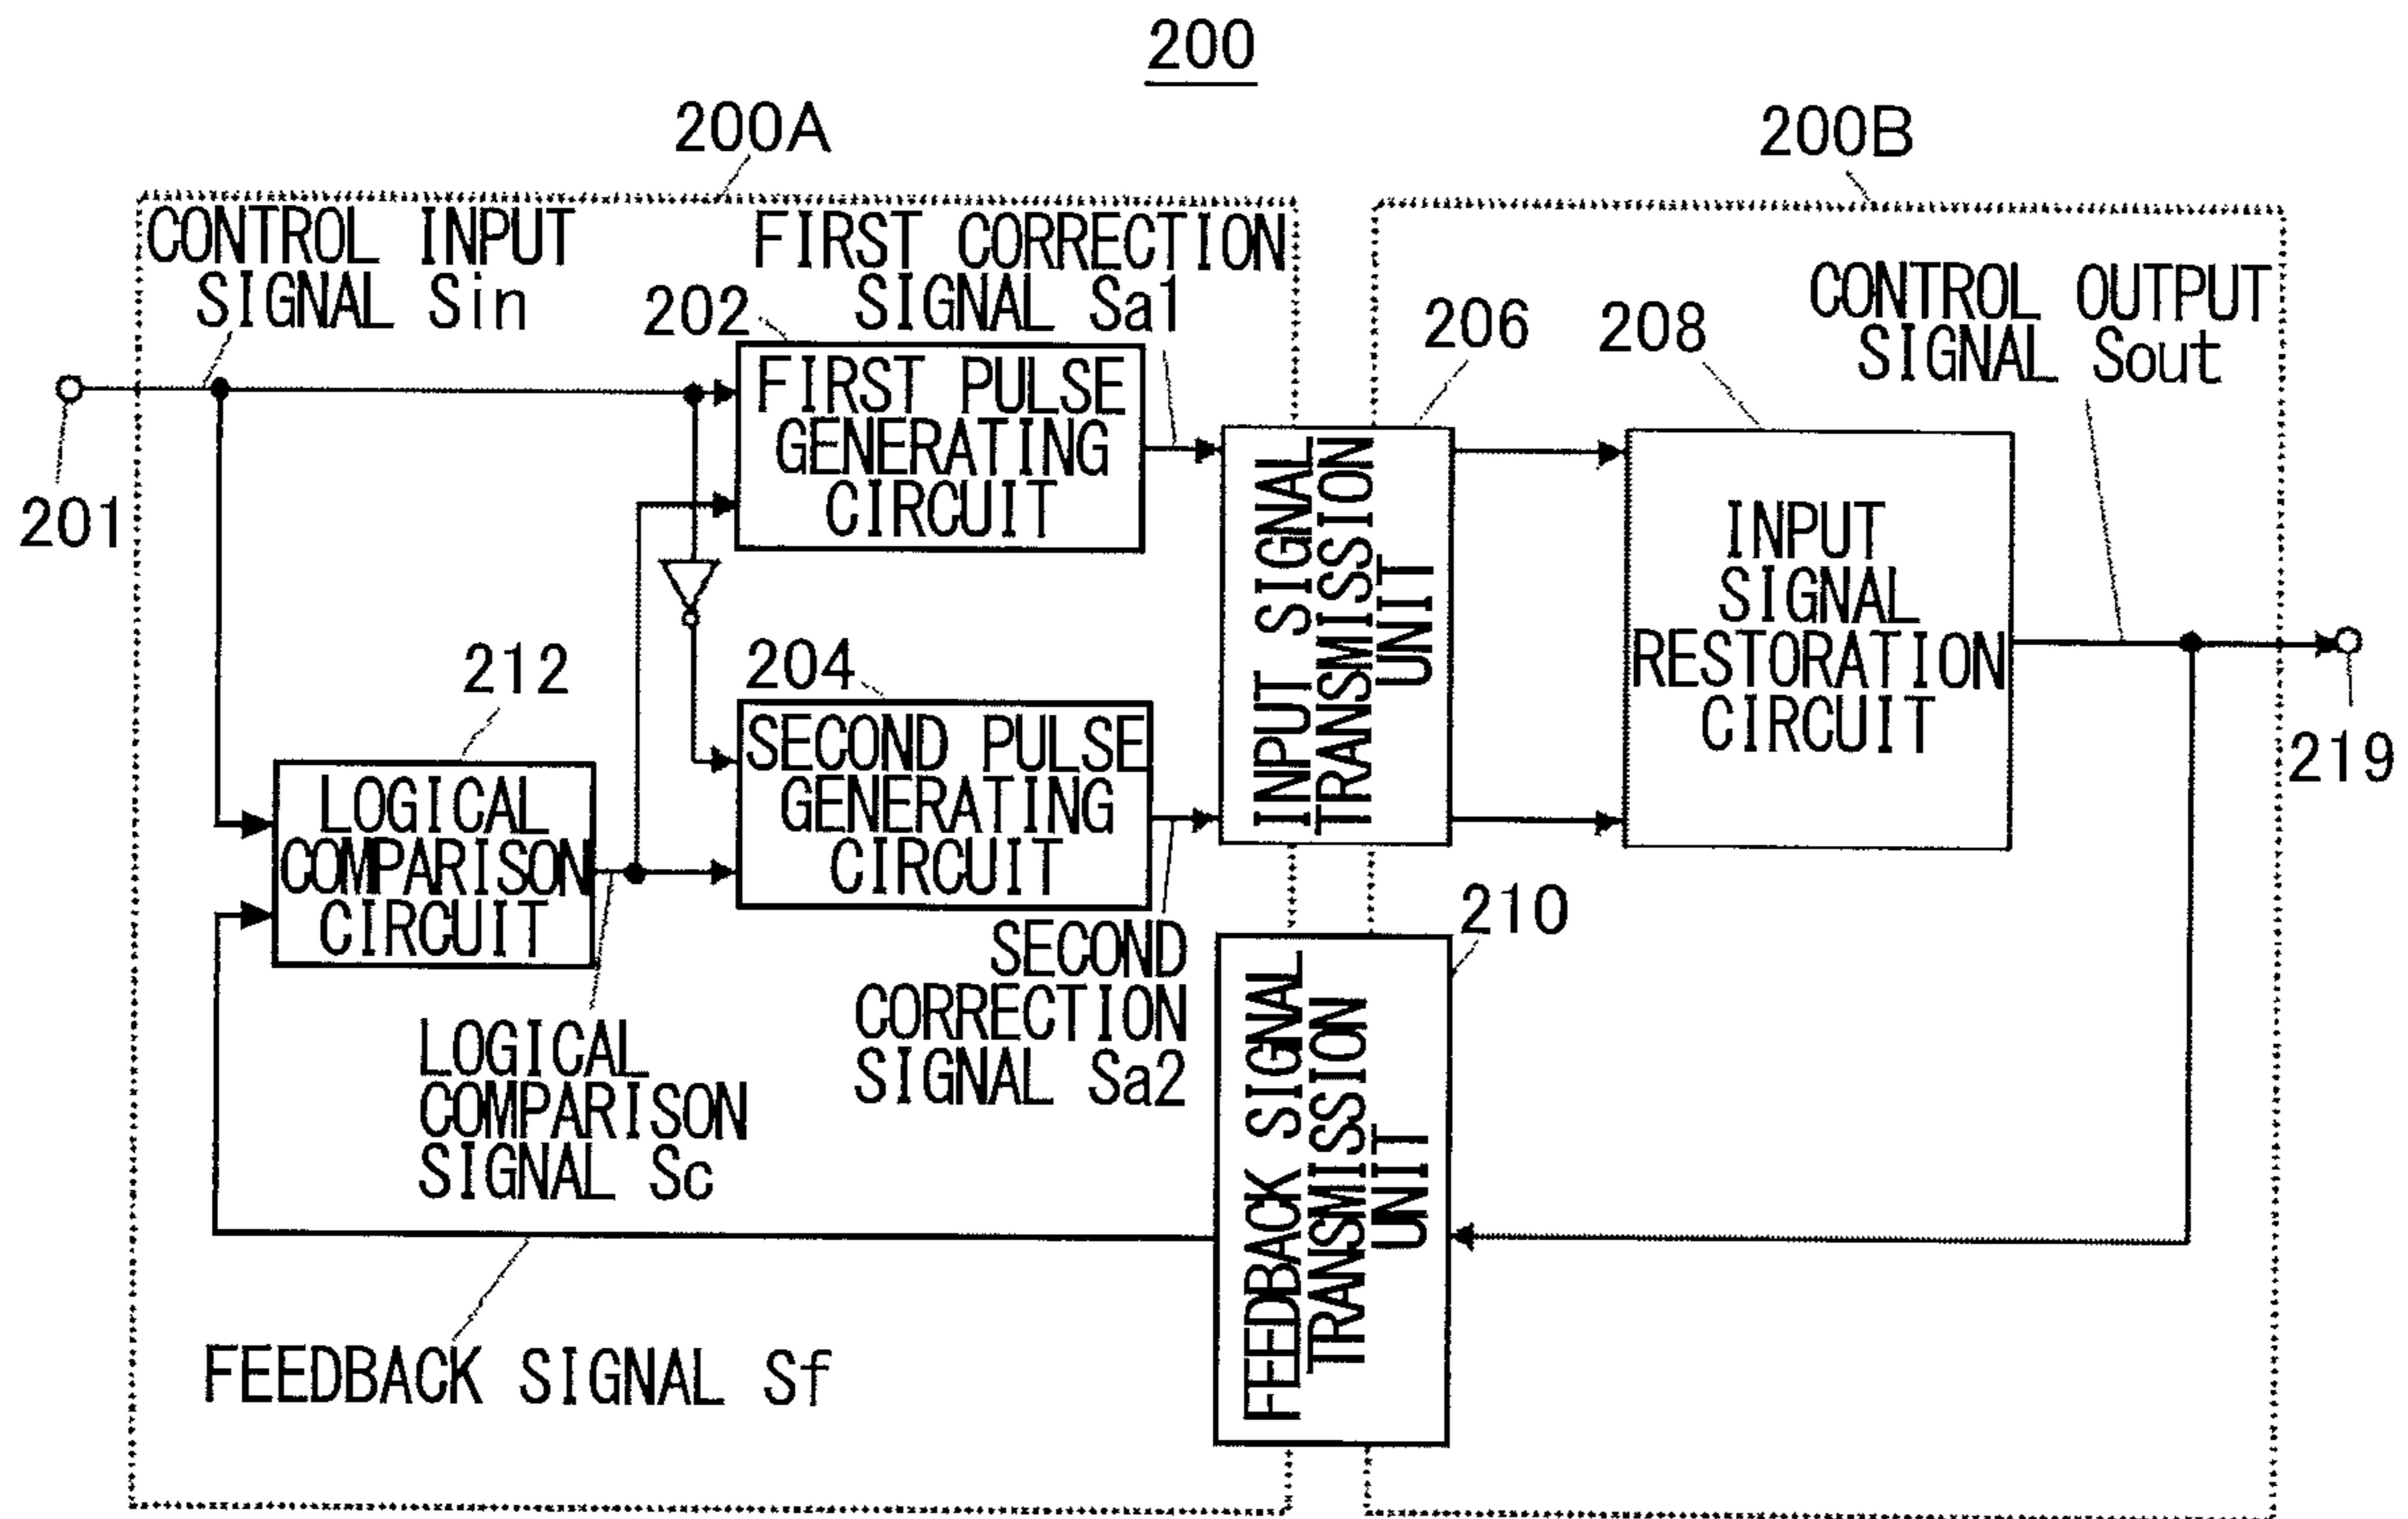 200
200A
200B
CONTROL INPUT
SIGNAL Sin
FIRST CORRECTION
SIGNAL Sa1
202
206
208
CONTROL OUTPUT
SIGNAL Sout
201
FIRST PULSE
GENERATING
CIRCUIT
INPUT SIGNAL
TRANSMISSION
UNIT
INPUT
SIGNAL
RESTORATION
CIRCUIT
219
212
204
LOGICAL
COMPARISON
CIRCUIT
SECOND PULSE
GENERATING
CIRCUIT
210
SECOND
CORRECTION
SIGNAL Sa2
LOGICAL
COMPARISON
SIGNAL Sc
FEEDBACK SIGNAL
TRANSMISSION
UNIT
FEEDBACK SIGNAL Sf